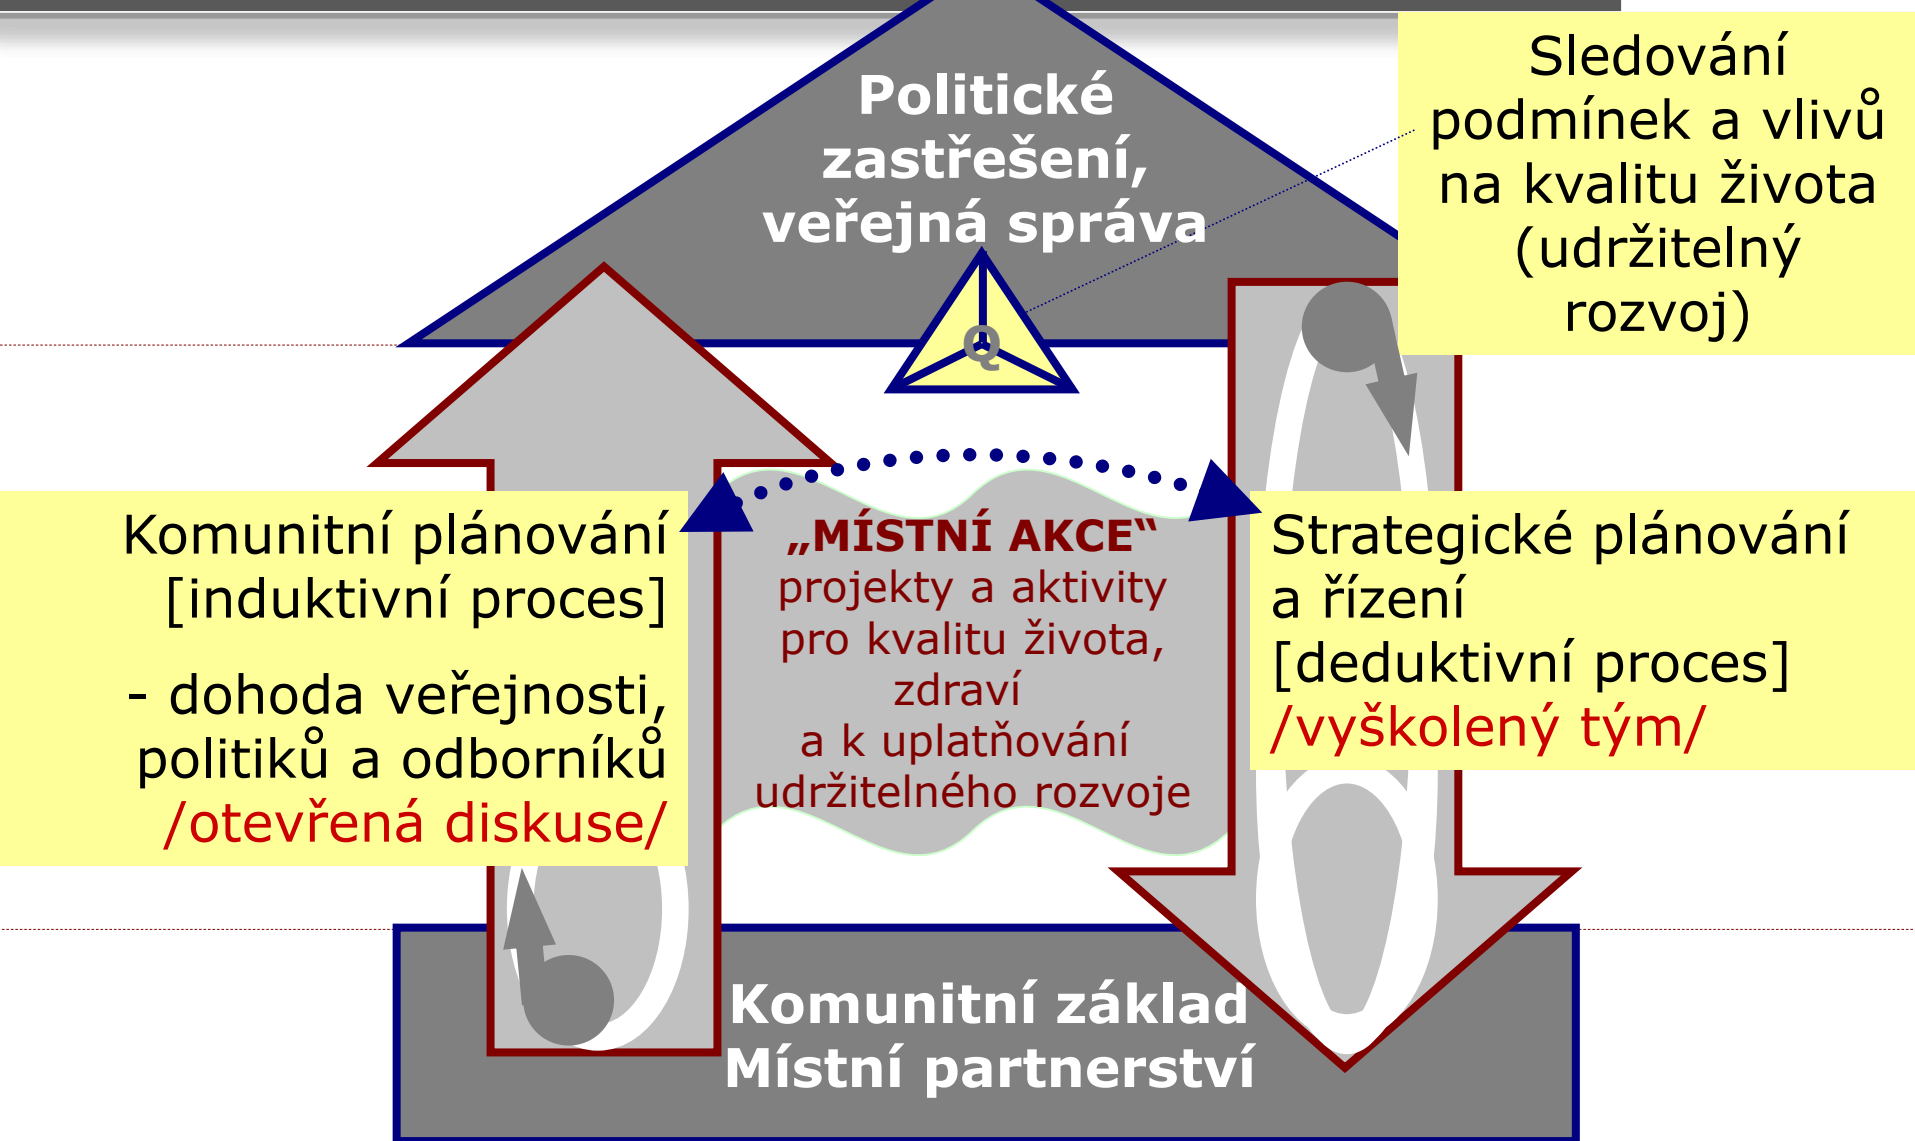 Politické
zastřešení,
veřejná správa
Sledování
podmínek a vlivů
na kvalitu života
(udržitelný
rozvoj)
Q
Komunitní plánování
[induktivní proces]
- dohoda veřejnosti,
politiků a odborníků
/otevřená diskuse/
„MÍSTNÍ AKCE“
projekty a aktivity
pro kvalitu života,
zdraví
a k uplatňování
udržitelného rozvoje
Strategické plánování
a řízení
[deduktivní proces]
/vyškolený tým/
Komunitní základ
Místní partnerství